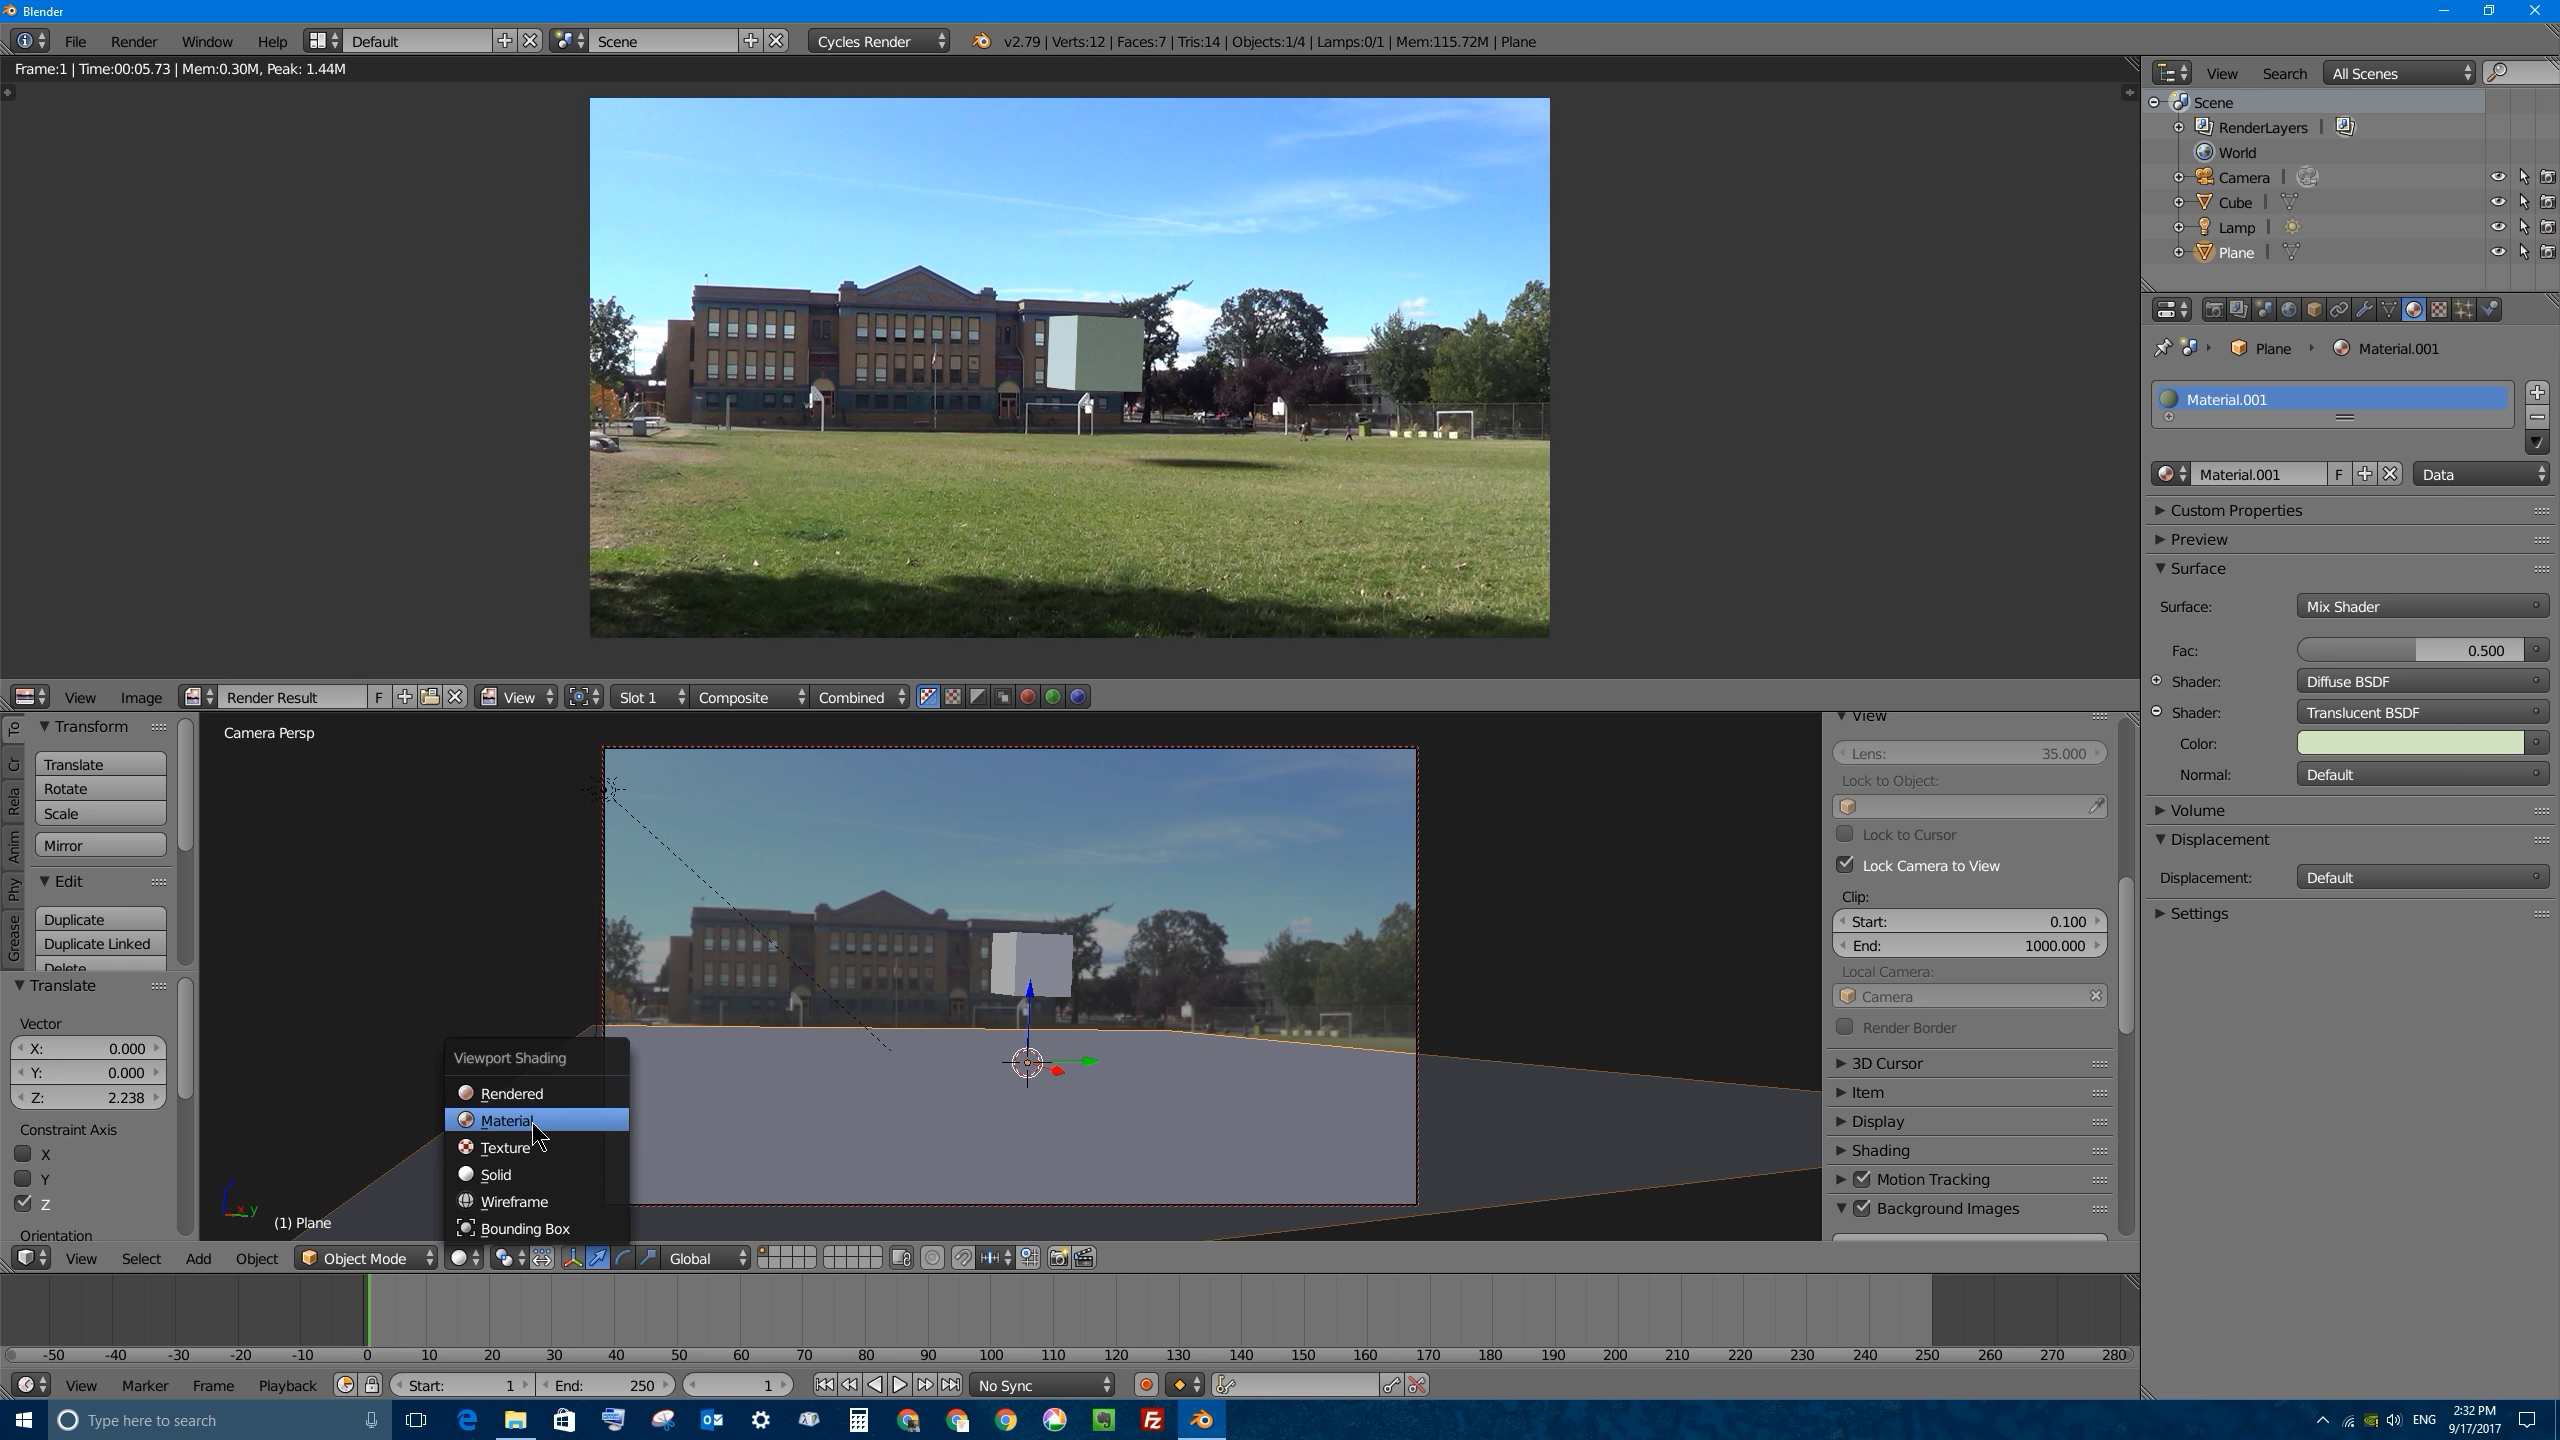 Blender
File Render Window Help Default Scene Cycles Render v2.79 | Verts:12 | Faces:7 | Tris:14 | Objects:1/4 | Lamps:0/1 | Mem:115.72M | Plane
Frame:1 | Time:00:05.73 | Mem:0.30M, Peak: 1.44M
View Search All Scenes
Scene
RenderLayers |
World
Camera |
Cube |
Lamp |
Plane |
Plane Material.001
Material.001
Material.001 F Data
Custom Properties
Preview
Surface
Surface: Mix Shader
Fac: 0.500
Shader: Diffuse BSDF
Shader: Translucent BSDF
Color:
Normal: Default
Volume
Displacement
Displacement: Default
Settings
View Image Render Result F View Slot 1 Composite Combined
To
Cr
Rela
Anim
Phy
Grease
Transform
Translate
Rotate
Scale
Mirror
Edit
Duplicate
Duplicate Linked
Delete
Translate
Vector
X: 0.000
Y: 0.000
Z: 2.238
Constraint Axis
X
Y
Z
Orientation
Camera Persp
Viewport Shading
Rendered
Material
Texture
Solid
Wireframe
Bounding Box
z
x y
(1) Plane
View
Lens: 35.000
Lock to Object:
Lock to Cursor
Lock Camera to View
Clip:
Start: 0.100
End: 1000.000
Local Camera:
Camera
Render Border
3D Cursor
Item
Display
Shading
Motion Tracking
Background Images
View Select Add Object Object Mode Global
-50 -40 -30 -20 -10 0 10 20 30 40 50 60 70 80 90 100 110 120 130 140 150 160 170 180 190 200 210 220 230 240 250 260 270 280
View Marker Frame Playback Start: 1 End: 250 1 No Sync
Type here to search
Fz
ENG
2:32 PM
9/17/2017